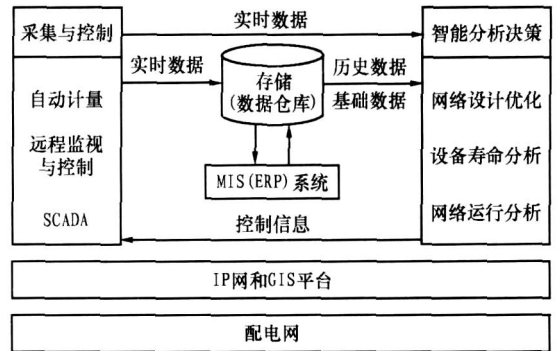 采集与控制
实时数据
智能分析决策
自动计量
远程监视
与控制
SCADA
实时数据
存储
(数据仓库)
历史数据
基础数据
MIS(ERP)系统
网络设计优化
设备寿命分析
网络运行分析
控制信息
IP网和GIS平台
配电网